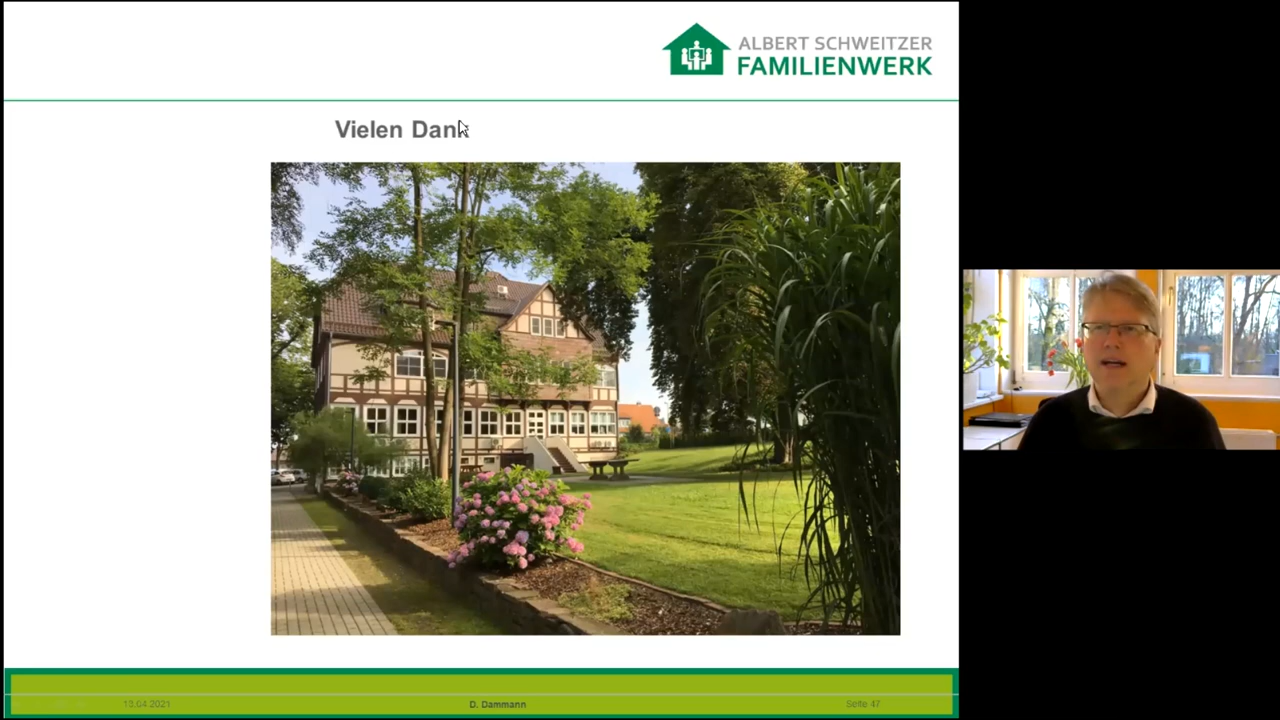 ALBERT SCHWEITZER
FAMILIENWERK
Vielen Dank
13.04.2021
D. Dammann
Seite 47